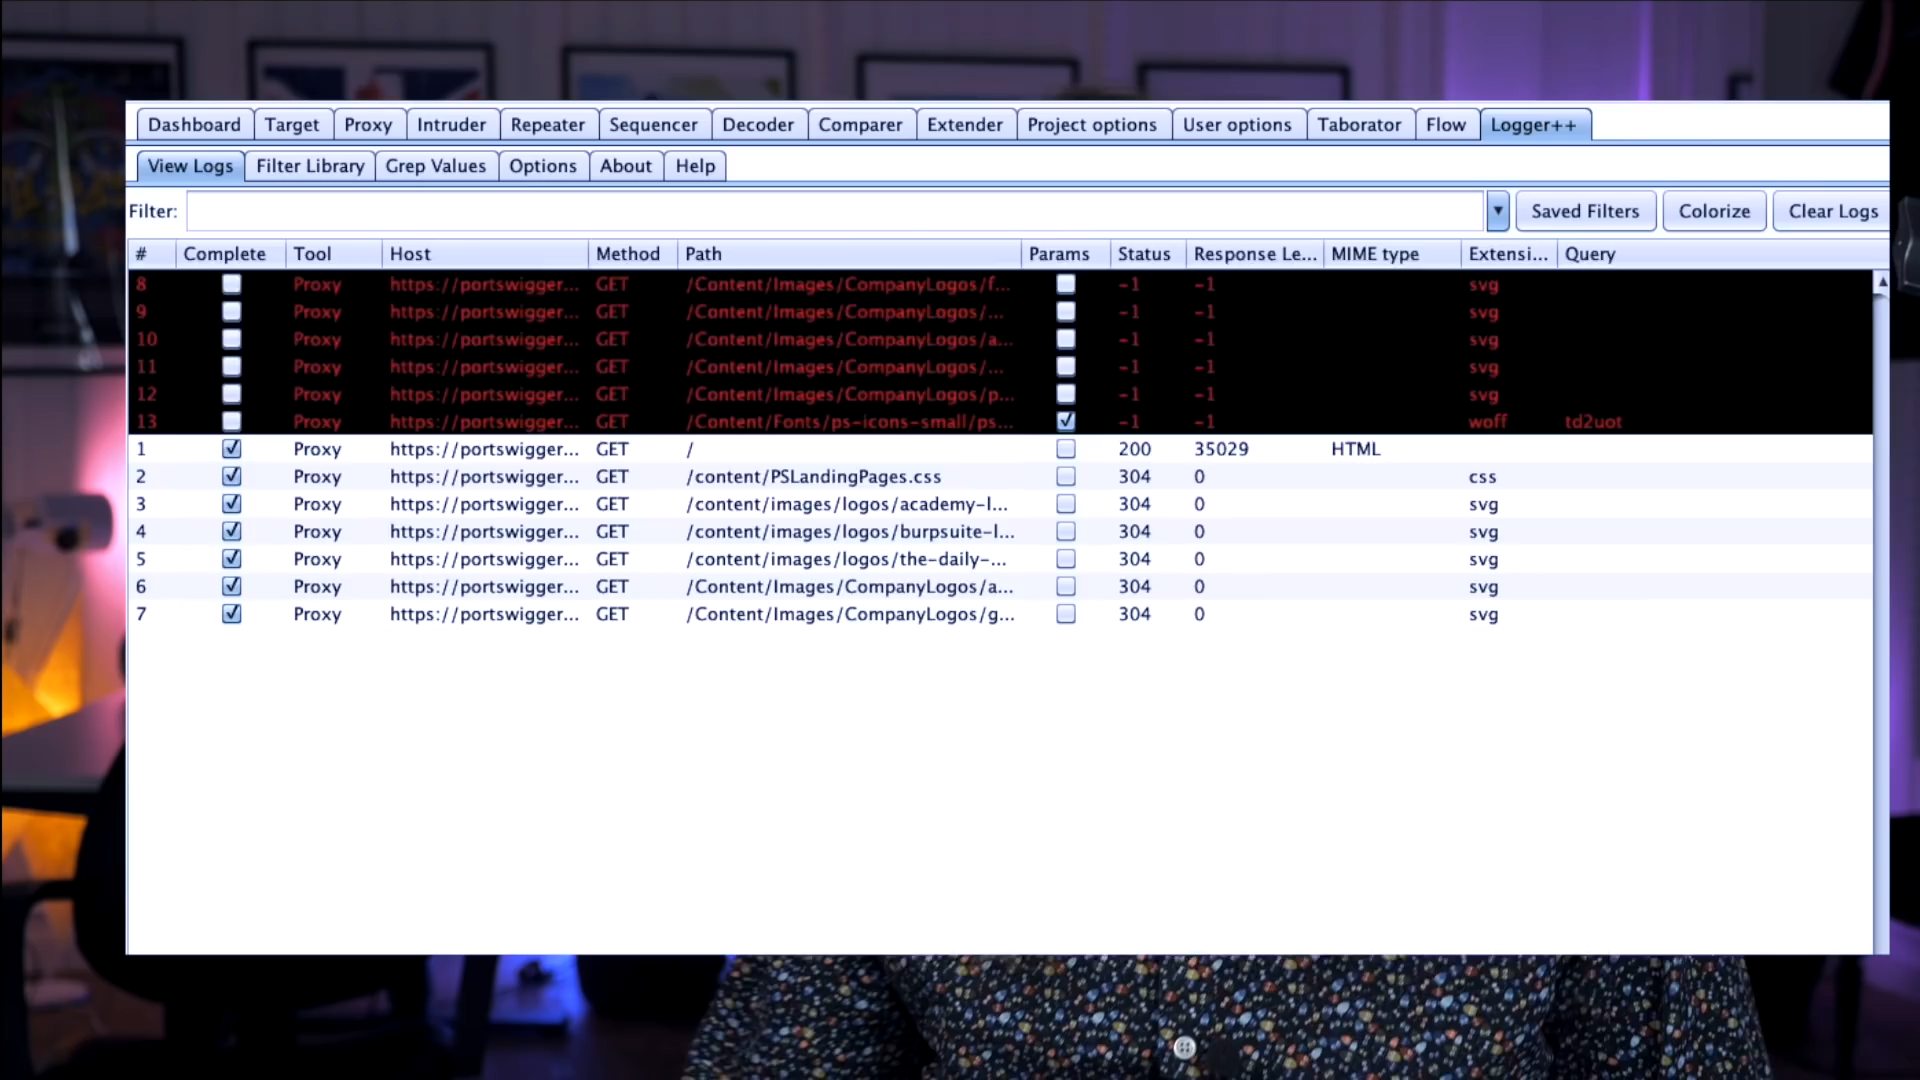 Dashboard Target Proxy Intruder Repeater Sequencer Decoder Comparer Extender Project options User options Taborator Flow Logger++
View Logs Filter Library Grep Values Options About Help
Filter: Saved Filters Colorize Clear Logs
# Complete Tool Host Method Path Params Status Response Le... MIME type Extensi... Query
8 Proxy https://portswigger... GET /Content/Images/CompanyLogos/f... -1 -1 svg
9 Proxy https://portswigger... GET /Content/Images/CompanyLogos/... -1 -1 svg
10 Proxy https://portswigger... GET /Content/Images/CompanyLogos/a... -1 -1 svg
11 Proxy https://portswigger... GET /Content/Images/CompanyLogos/... -1 -1 svg
12 Proxy https://portswigger... GET /Content/Images/CompanyLogos/p... -1 -1 svg
13 Proxy https://portswigger... GET /Content/Fonts/ps-icons-small/ps... -1 -1 woff td2uot
1 Proxy https://portswigger... GET / 200 35029 HTML
2 Proxy https://portswigger... GET /content/PSLandingPages.css 304 0 css
3 Proxy https://portswigger... GET /content/images/logos/academy-l... 304 0 svg
4 Proxy https://portswigger... GET /content/images/logos/burpsuite-l... 304 0 svg
5 Proxy https://portswigger... GET /content/images/logos/the-daily-... 304 0 svg
6 Proxy https://portswigger... GET /Content/Images/CompanyLogos/a... 304 0 svg
7 Proxy https://portswigger... GET /Content/Images/CompanyLogos/g... 304 0 svg